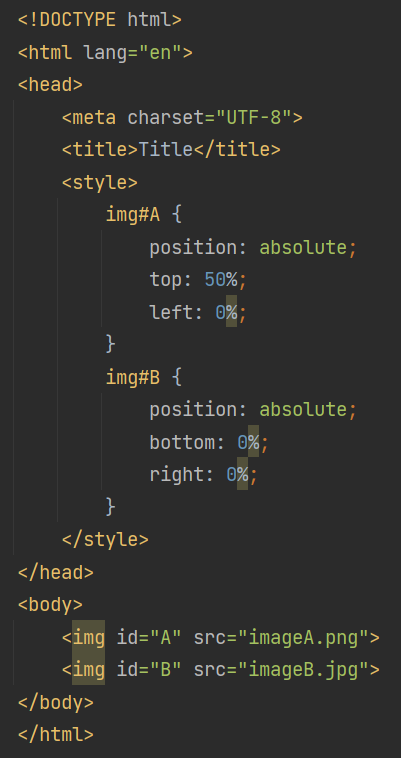 <!DOCTYPE html>
<html lang="en">
<head>
    <meta charset="UTF-8">
    <title>Title</title>
    <style>
        img#A {
            position: absolute;
            top: 50%;
            left: 0%;
        }
        img#B {
            position: absolute;
            bottom: 0%;
            right: 0%;
        }
    </style>
</head>
<body>
    <img id="A" src="imageA.png">
    <img id="B" src="imageB.jpg">
</body>
</html>